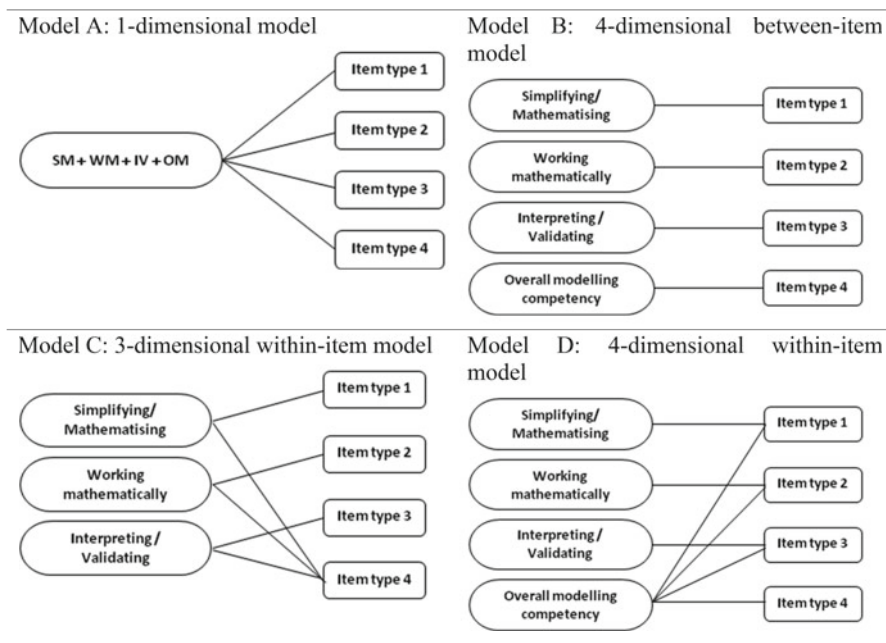 Model A: 1-dimensional model
SM + WM + IV + OM
Item type 1
Item type 2
Item type 3
Item type 4
Model B: 4-dimensional between-item
model
Simplifying/
Mathematising
Working
mathematically
Interpreting/
Validating
Overall modelling
competency
Item type 1
Item type 2
Item type 3
Item type 4
Model C: 3-dimensional within-item model
Simplifying/
Mathematising
Working
mathematically
Interpreting/
Validating
Item type 1
Item type 2
Item type 3
Item type 4
Model D: 4-dimensional within-item
model
Simplifying/
Mathematising
Working
mathematically
Interpreting/
Validating
Overall modelling
competency
Item type 1
Item type 2
Item type 3
Item type 4